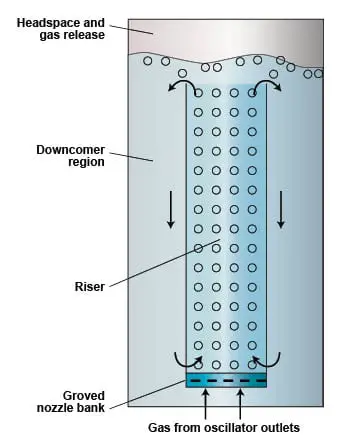 Headspace and
gas release
Downcomer
region
Riser
Groved
nozzle bank
Gas from oscillator outlets